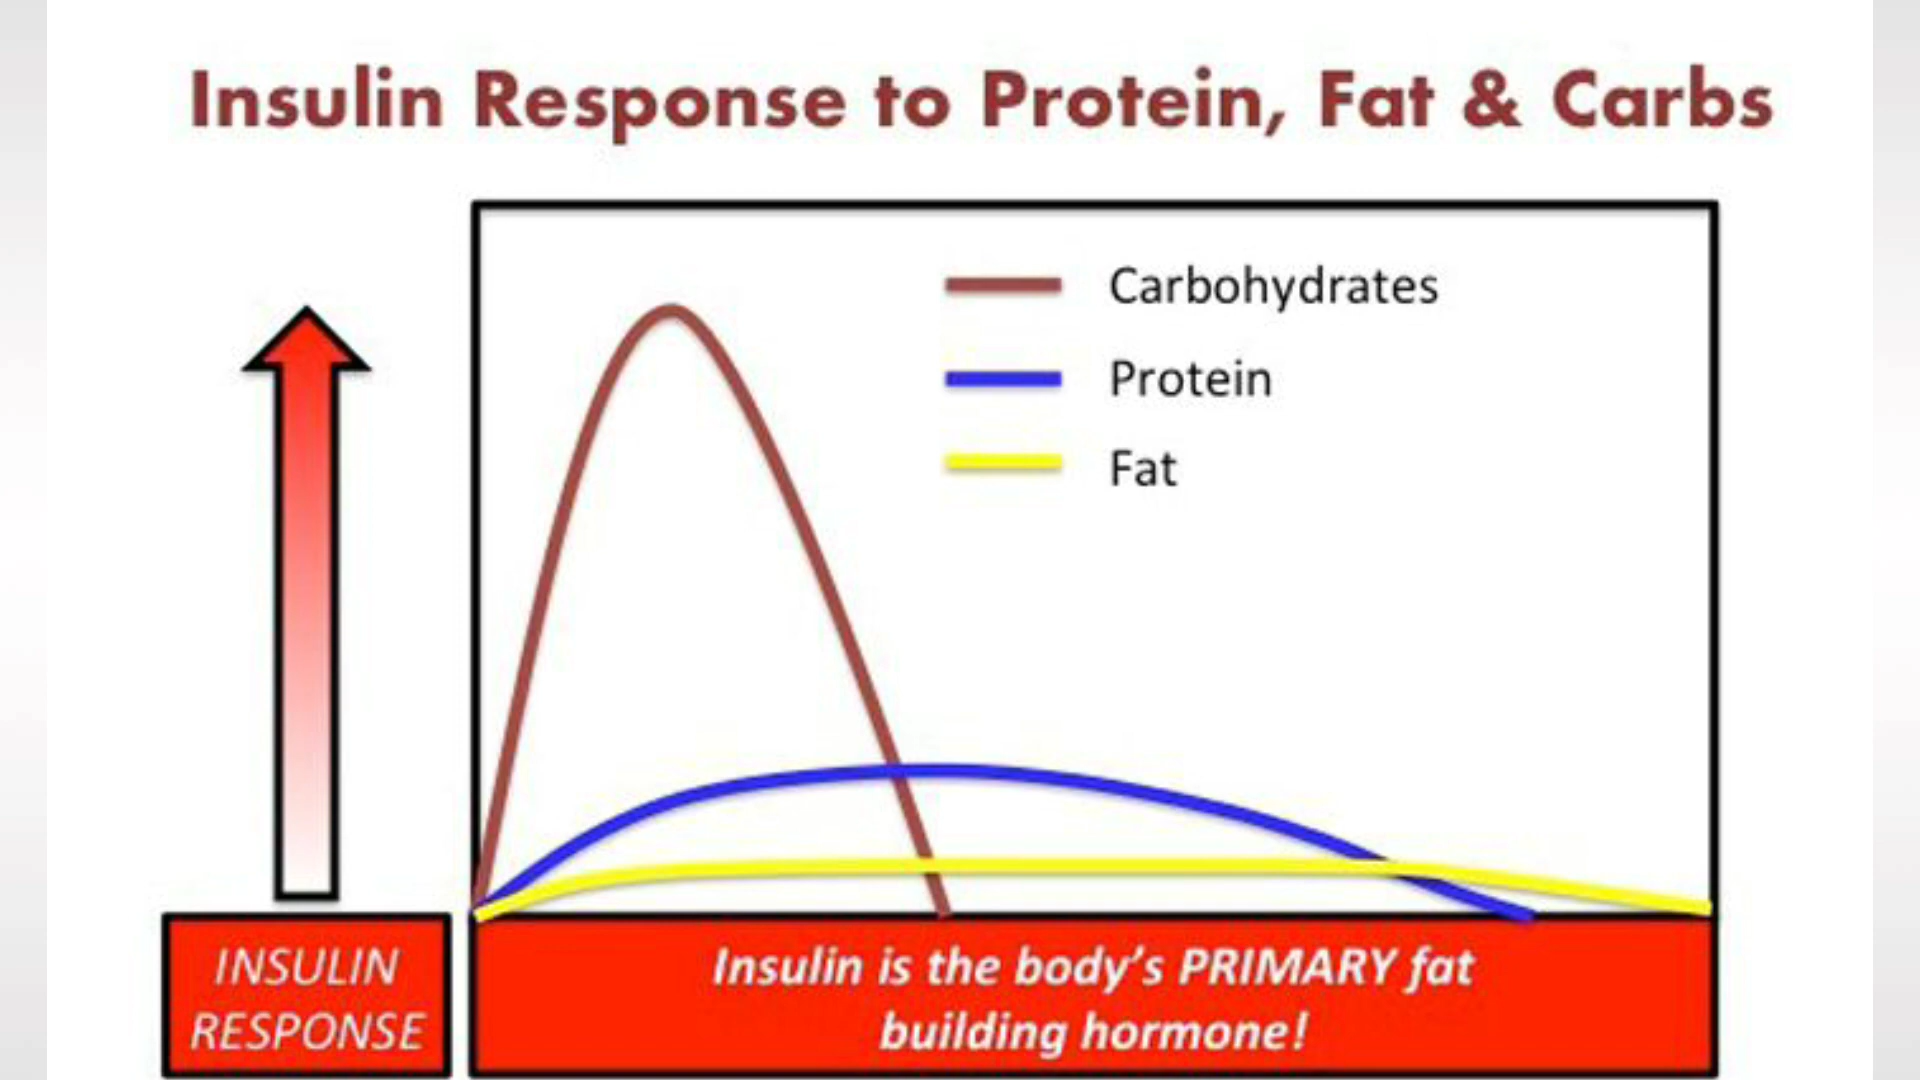 Insulin Response to Protein, Fat & Carbs
Carbohydrates
Protein
Fat
INSULIN
RESPONSE
Insulin is the body's PRIMARY fat
building hormone!